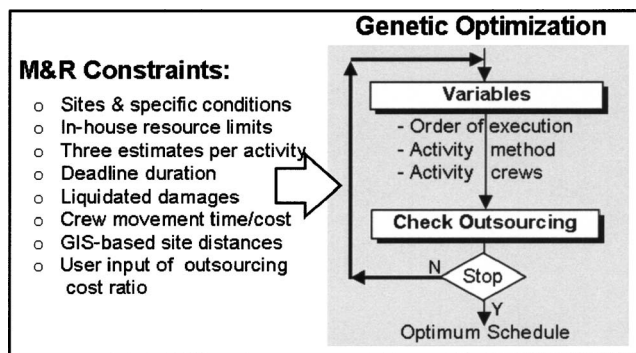 Genetic Optimization
M&R Constraints:
o Sites & specific conditions
o In-house resource limits
o Three estimates per activity
o Deadline duration
o Liquidated damages
o Crew movement time/cost
o GIS-based site distances
o User input of outsourcing
cost ratio
Variables
- Order of execution
- Activity method
- Activity crews
Check Outsourcing
N
Stop
Y
Optimum Schedule